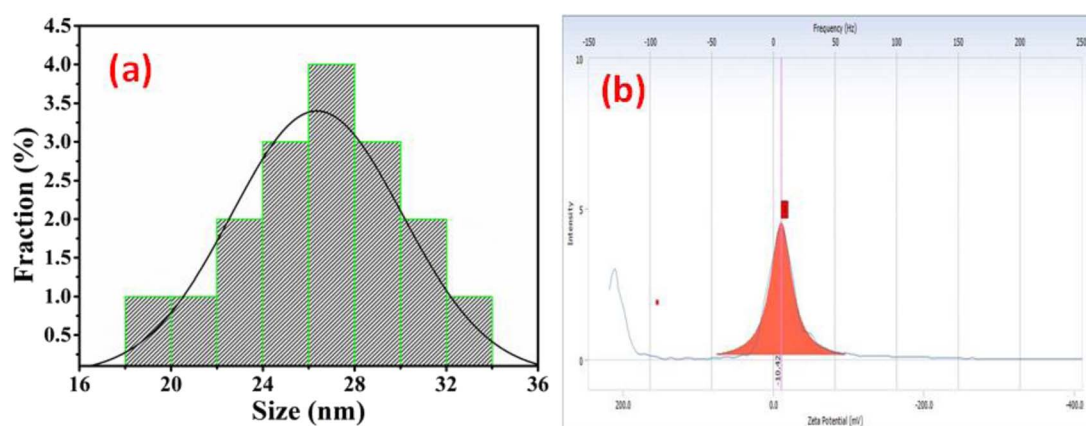 (a)
4.5
4.0
3.5
3.0
2.5
2.0
1.5
1.0
0.5
Fraction (%)
16 20 24 28 32 36
Size (nm)
(b)
Frequency (Hz)
-150 -100 -50 0 50 100 150 200 250
10
5
0
Intensity
-10.42
200.0 0.0 -200.0 -400.0
Zeta Potential (mV)